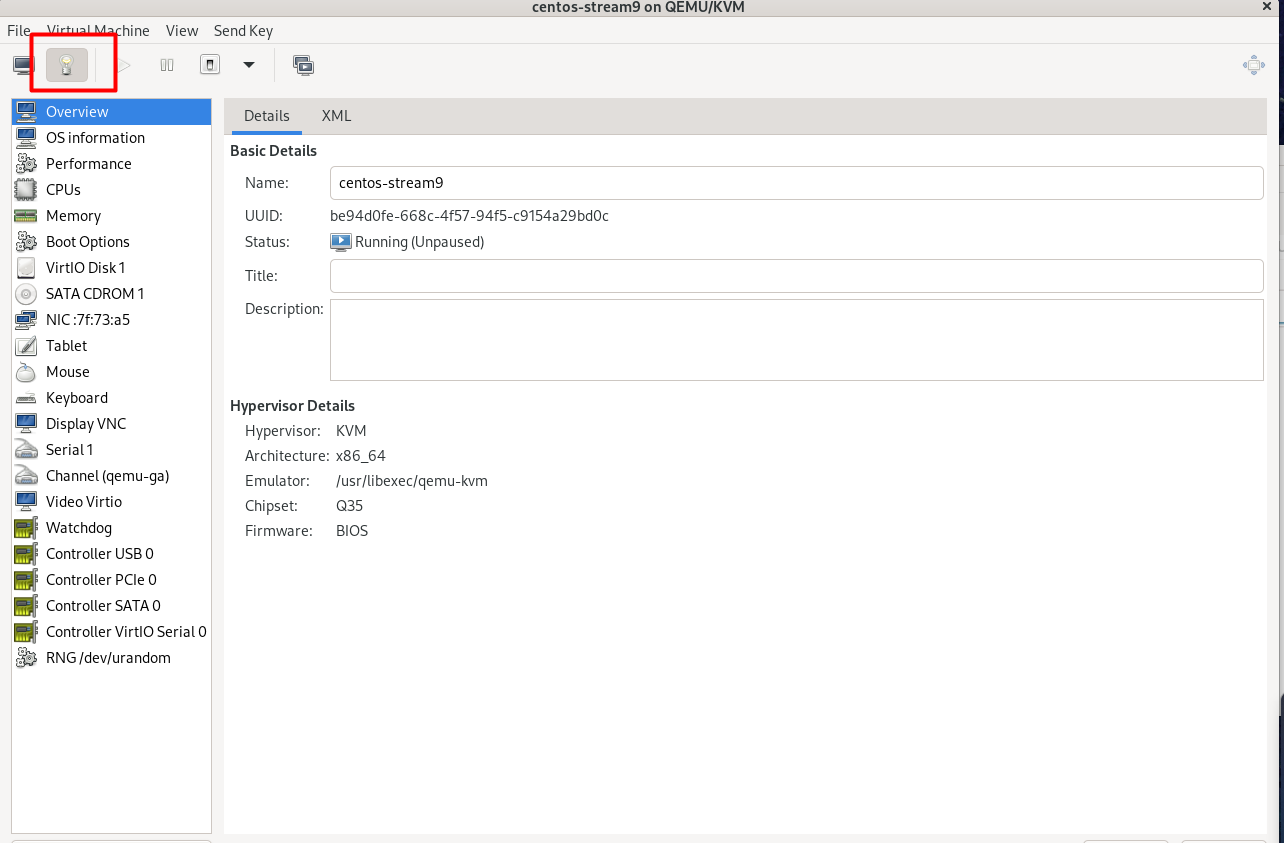 centos-stream9 on QEMU/KVM
File Virtual Machine View Send Key
Overview
OS information
Performance
CPUs
Memory
Boot Options
VirtIO Disk 1
SATA CDROM 1
NIC :7f:73:a5
Tablet
Mouse
Keyboard
Display VNC
Serial 1
Channel (qemu-ga)
Video Virtio
Watchdog
Controller USB 0
Controller PCIe 0
Controller SATA 0
Controller VirtIO Serial 0
RNG /dev/urandom
Details XML
Basic Details
Name: centos-stream9
UUID: be94d0fe-668c-4f57-94f5-c9154a29bd0c
Status: Running (Unpaused)
Title:
Description:
Hypervisor Details
Hypervisor: KVM
Architecture: x86_64
Emulator: /usr/libexec/qemu-kvm
Chipset: Q35
Firmware: BIOS